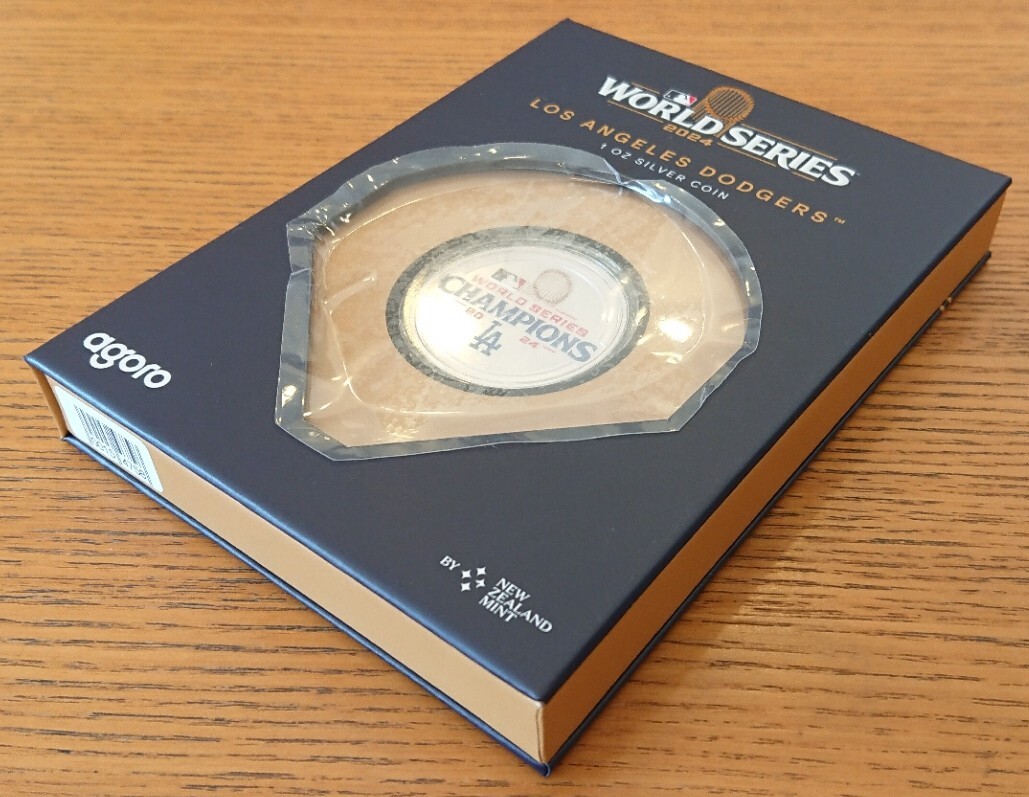 WORLD SERIES
2024
LOS ANGELES DODGERS™
1 OZ SILVER COIN
WORLD SERIES
CHAMPIONS
20 24
LA
agoro
BY NEW
ZEALAND
MINT